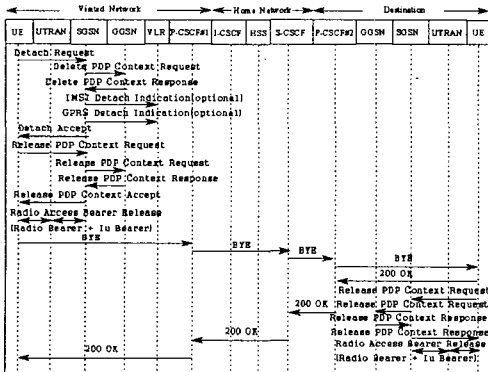 Visited Network Home Network Destination
UE UTRAN SGSN GGSN VLR P-CSCF#1 I-CSCF HSS S-CSCF P-CSCF#2 GGSN SGSN UTRAN UE
Detach Request
Delete PDP Context Request
Delete PDP Context Response
IMSI Detach Indication(optional)
GPRS Detach Indication(optional)
Detach Accept
Release PDP Context Request
Release PDP Context Request
Release PDP Context Response
Release PDP Context Accept
Radio Access Bearer Release
(Radio Bearer + Iu Bearer)
BYE
BYE
BYE
BYE
200 OK
Release PDP Context Request
200 OK Release PDP Context Request
Release PDP Context Response
200 OK Release PDP Context Response
Radio Access Bearer Release
200 OK (Radio Bearer + Iu Bearer)